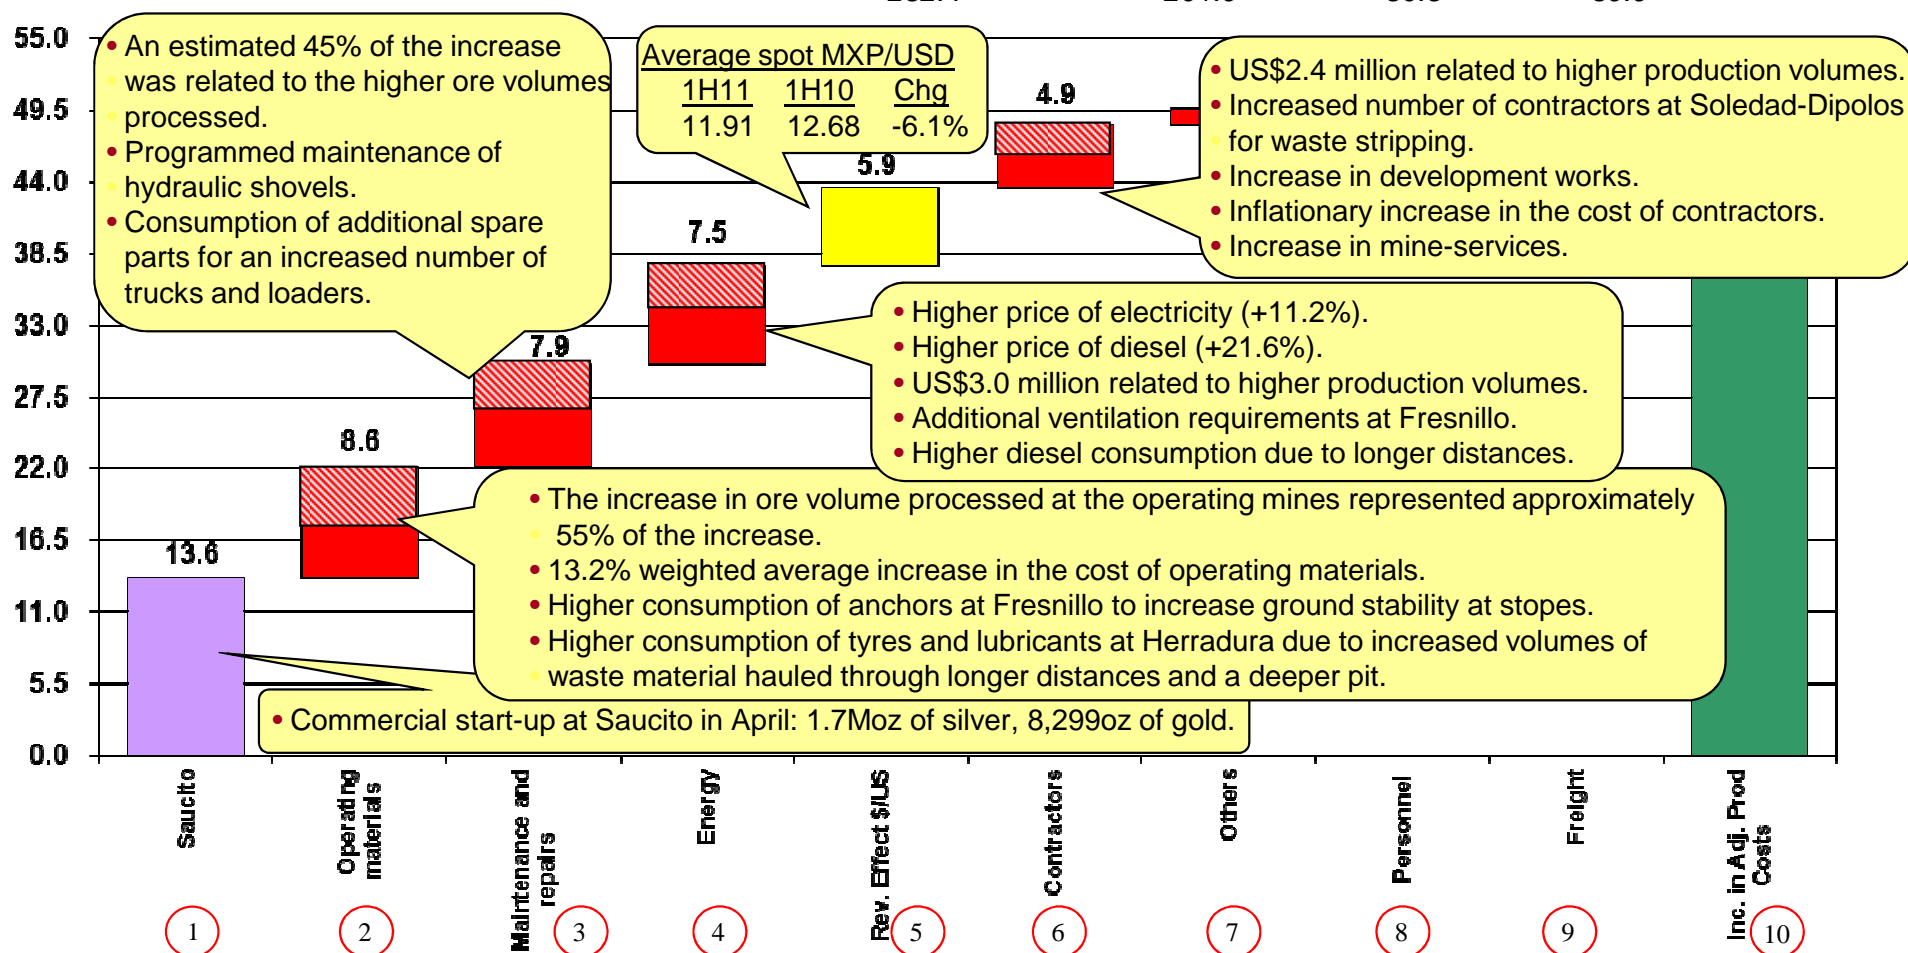 55.0
49.5
44.0
38.5
33.0
27.5
22.0
16.5
11.0
5.5
0.0
• An estimated 45% of the increase
was related to the higher ore volumes
processed.
• Programmed maintenance of
hydraulic shovels.
• Consumption of additional spare
parts for an increased number of
trucks and loaders.
Average spot MXP/USD
1H11 1H10 Chg
11.91 12.68 -6.1%
• US$2.4 million related to higher production volumes.
• Increased number of contractors at Soledad-Dipolos
for waste stripping.
• Increase in development works.
• Inflationary increase in the cost of contractors.
• Increase in mine-services.
• Higher price of electricity (+11.2%).
• Higher price of diesel (+21.6%).
• US$3.0 million related to higher production volumes.
• Additional ventilation requirements at Fresnillo.
• Higher diesel consumption due to longer distances.
• The increase in ore volume processed at the operating mines represented approximately
55% of the increase.
• 13.2% weighted average increase in the cost of operating materials.
• Higher consumption of anchors at Fresnillo to increase ground stability at stopes.
• Higher consumption of tyres and lubricants at Herradura due to increased volumes of
waste material hauled through longer distances and a deeper pit.
• Commercial start-up at Saucito in April: 1.7Moz of silver, 8,299oz of gold.
13.6
8.6
7.9
7.5
5.9
4.9
Saucito
Operating
materials
Maintenance and
repairs
Energy
Rev. Effect $/US
Contractors
Others
Personnel
Freight
Inc. in Adj. Prod
Costs
1
2
3
4
5
6
7
8
9
10